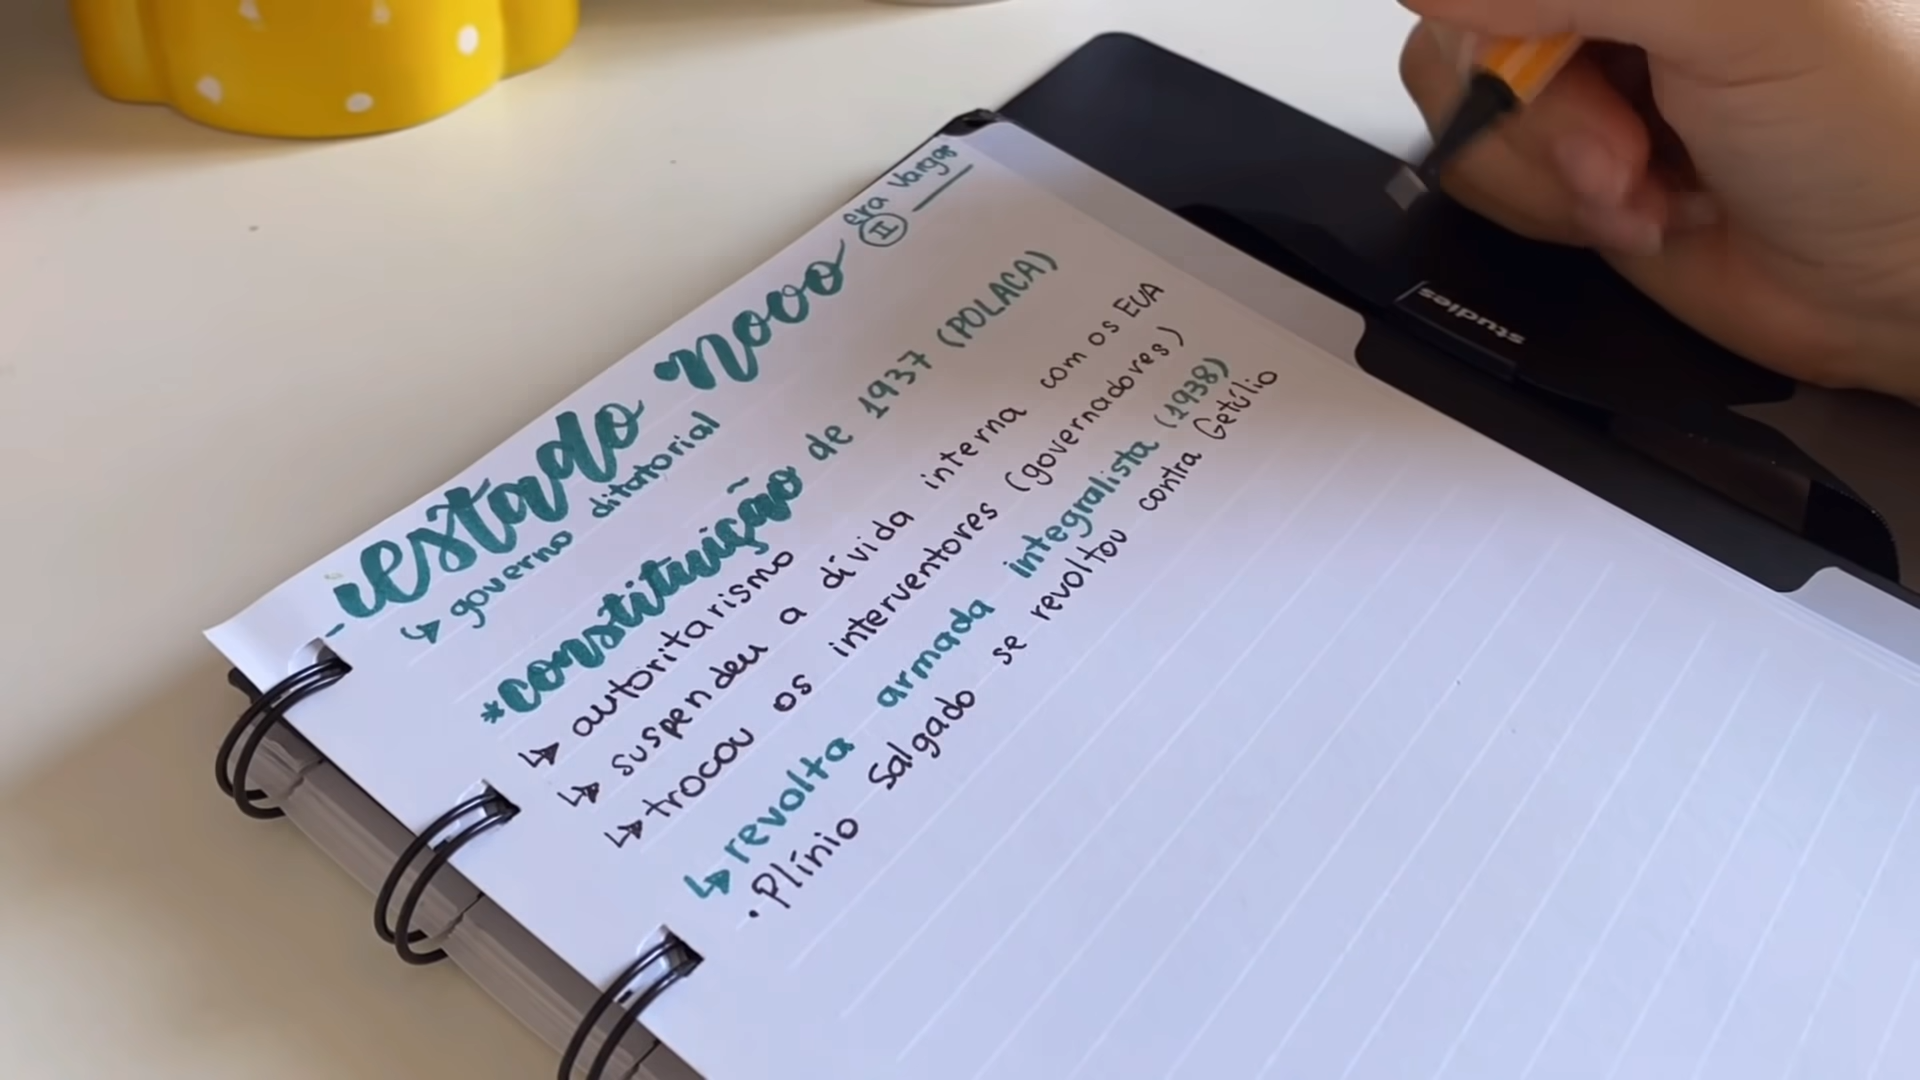 era Vargas
II
- Estado Novo
↳ governo ditatorial
*constituição de 1937 (POLACA)
↳ autoritarismo
↳ suspendeu a dívida interna com os EUA
↳ trocou os interventores (governadores)
↳ revolta armada integralista (1938)
• Plínio Salgado se revoltou contra Getúlio
studies